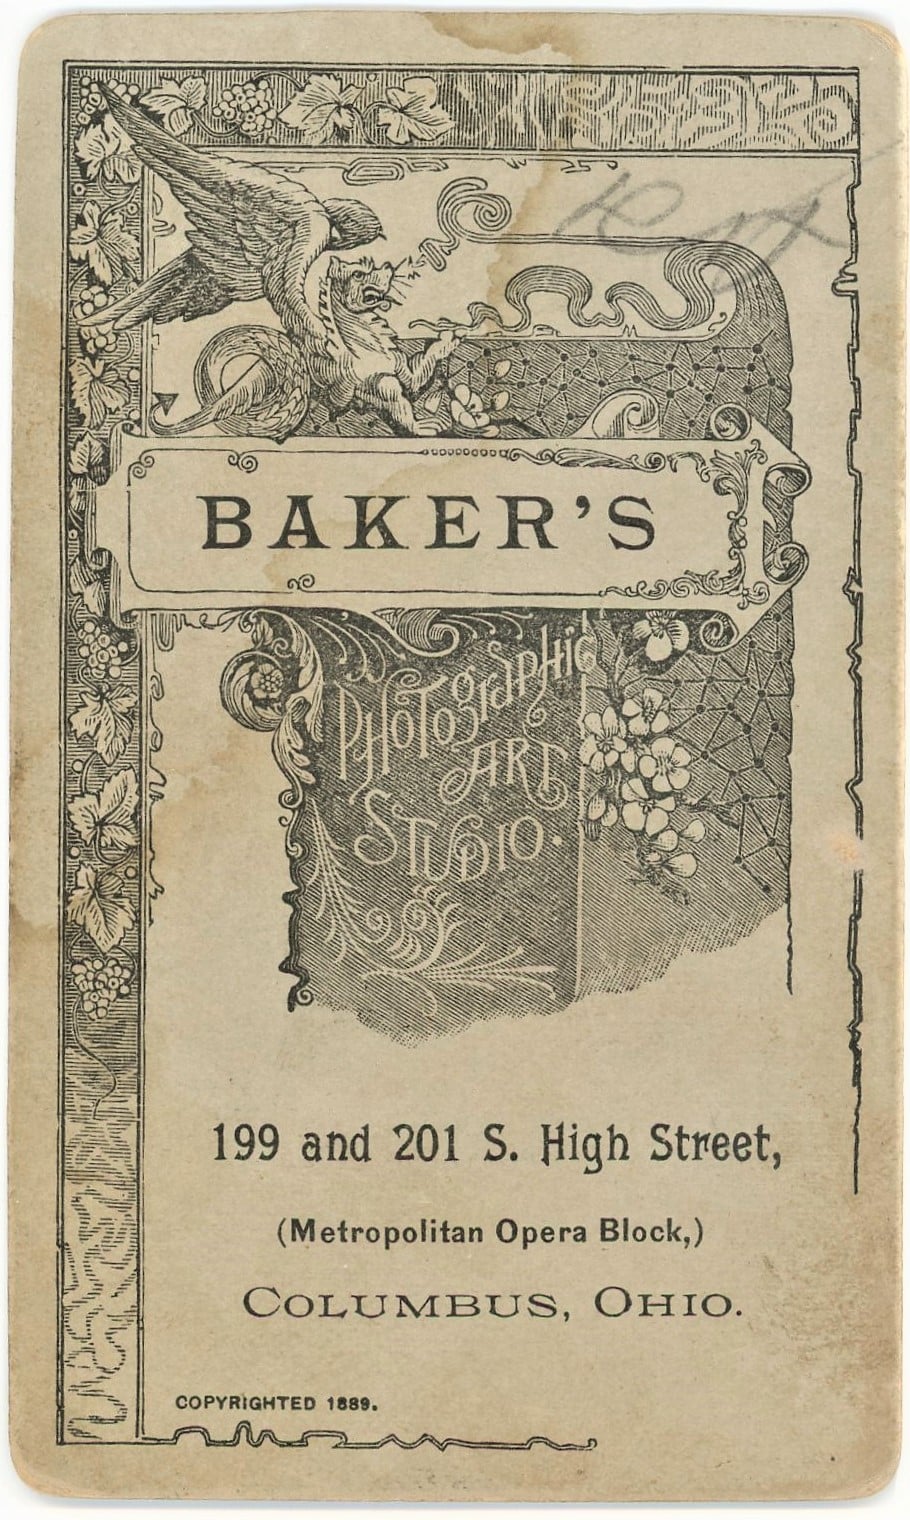 BAKER'S
PHOTOGRAPHIC
ART
STUDIO.
199 and 201 S. High Street,
(Metropolitan Opera Block,)
COLUMBUS, OHIO.
COPYRIGHTED 1889.